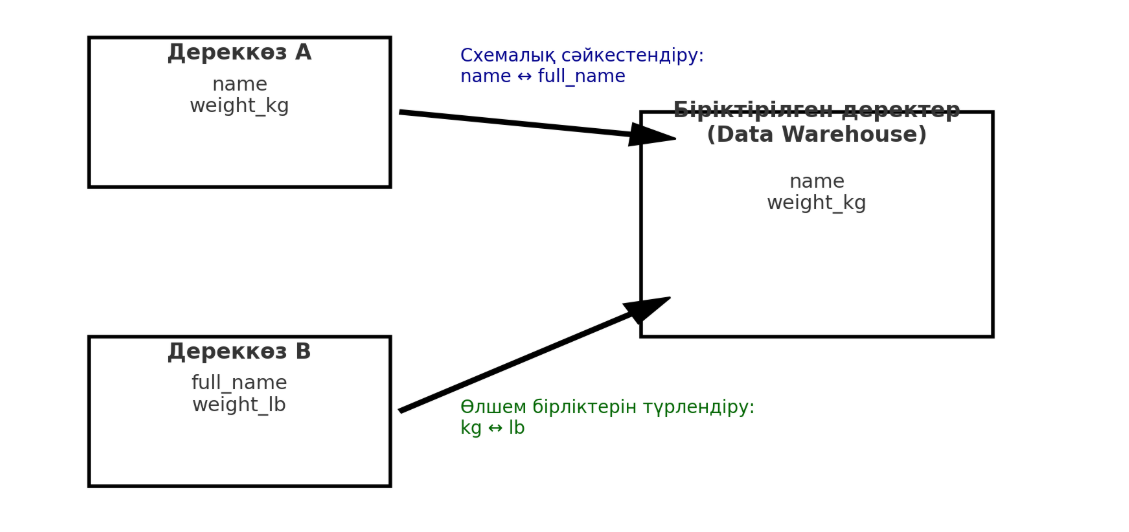 Дереккөз A
name
weight_kg
Схемалық сәйкестендіру:
name ↔ full_name
Біріктірілген деректер
(Data Warehouse)
name
weight_kg
Дереккөз B
full_name
weight_lb
Өлшем бірліктерін түрлендіру:
kg ↔ lb